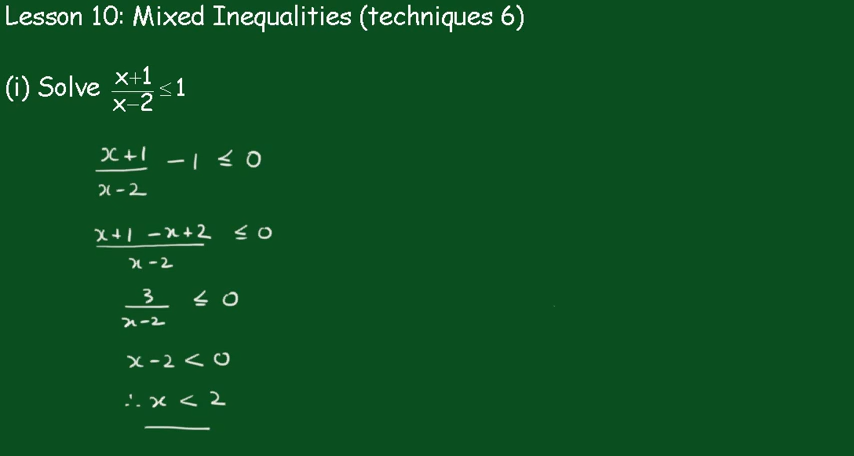 Lesson 10: Mixed Inequalities (techniques 6)
(i) Solve (x+1)/(x-2) ≤ 1
(x+1)/(x-2) - 1 ≤ 0
(x+1-x+2)/(x-2) ≤ 0
3/(x-2) ≤ 0
x-2 < 0
∴ x < 2